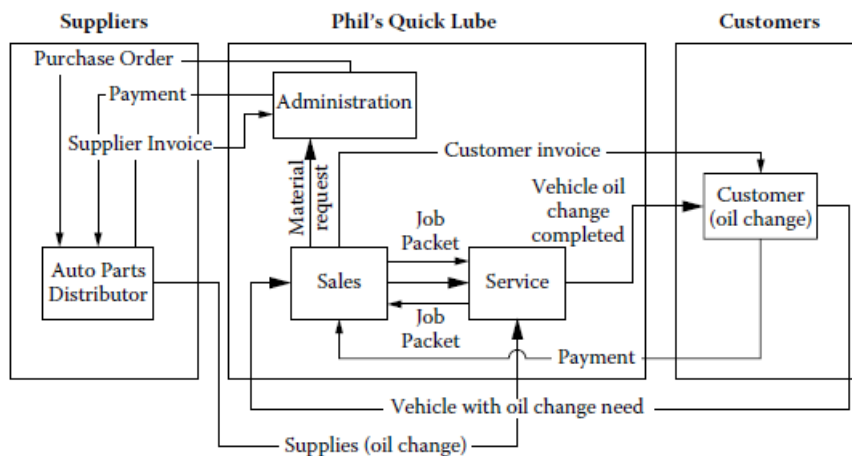 Suppliers
Phil's Quick Lube
Customers
Purchase Order
Payment
Administration
Supplier Invoice
Customer invoice
Material
request
Vehicle oil
change
completed
Customer
(oil change)
Job
Packet
Auto Parts
Distributor
Sales
Service
Job
Packet
Payment
Vehicle with oil change need
Supplies (oil change)